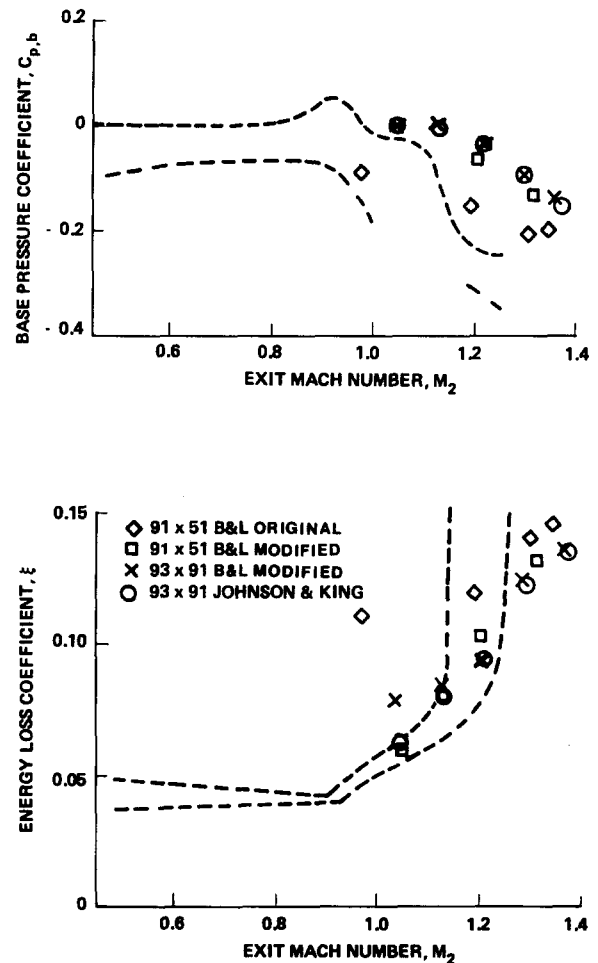 BASE PRESSURE COEFFICIENT, Cp,b
0.2
0
- 0.2
- 0.4
0.6 0.8 1.0 1.2 1.4
EXIT MACH NUMBER, M2
ENERGY LOSS COEFFICIENT, ξ
0.15
0.10
0.05
0
91 x 51 B&L ORIGINAL
91 x 51 B&L MODIFIED
93 x 91 B&L MODIFIED
93 x 91 JOHNSON & KING
0.6 0.8 1.0 1.2 1.4
EXIT MACH NUMBER, M2